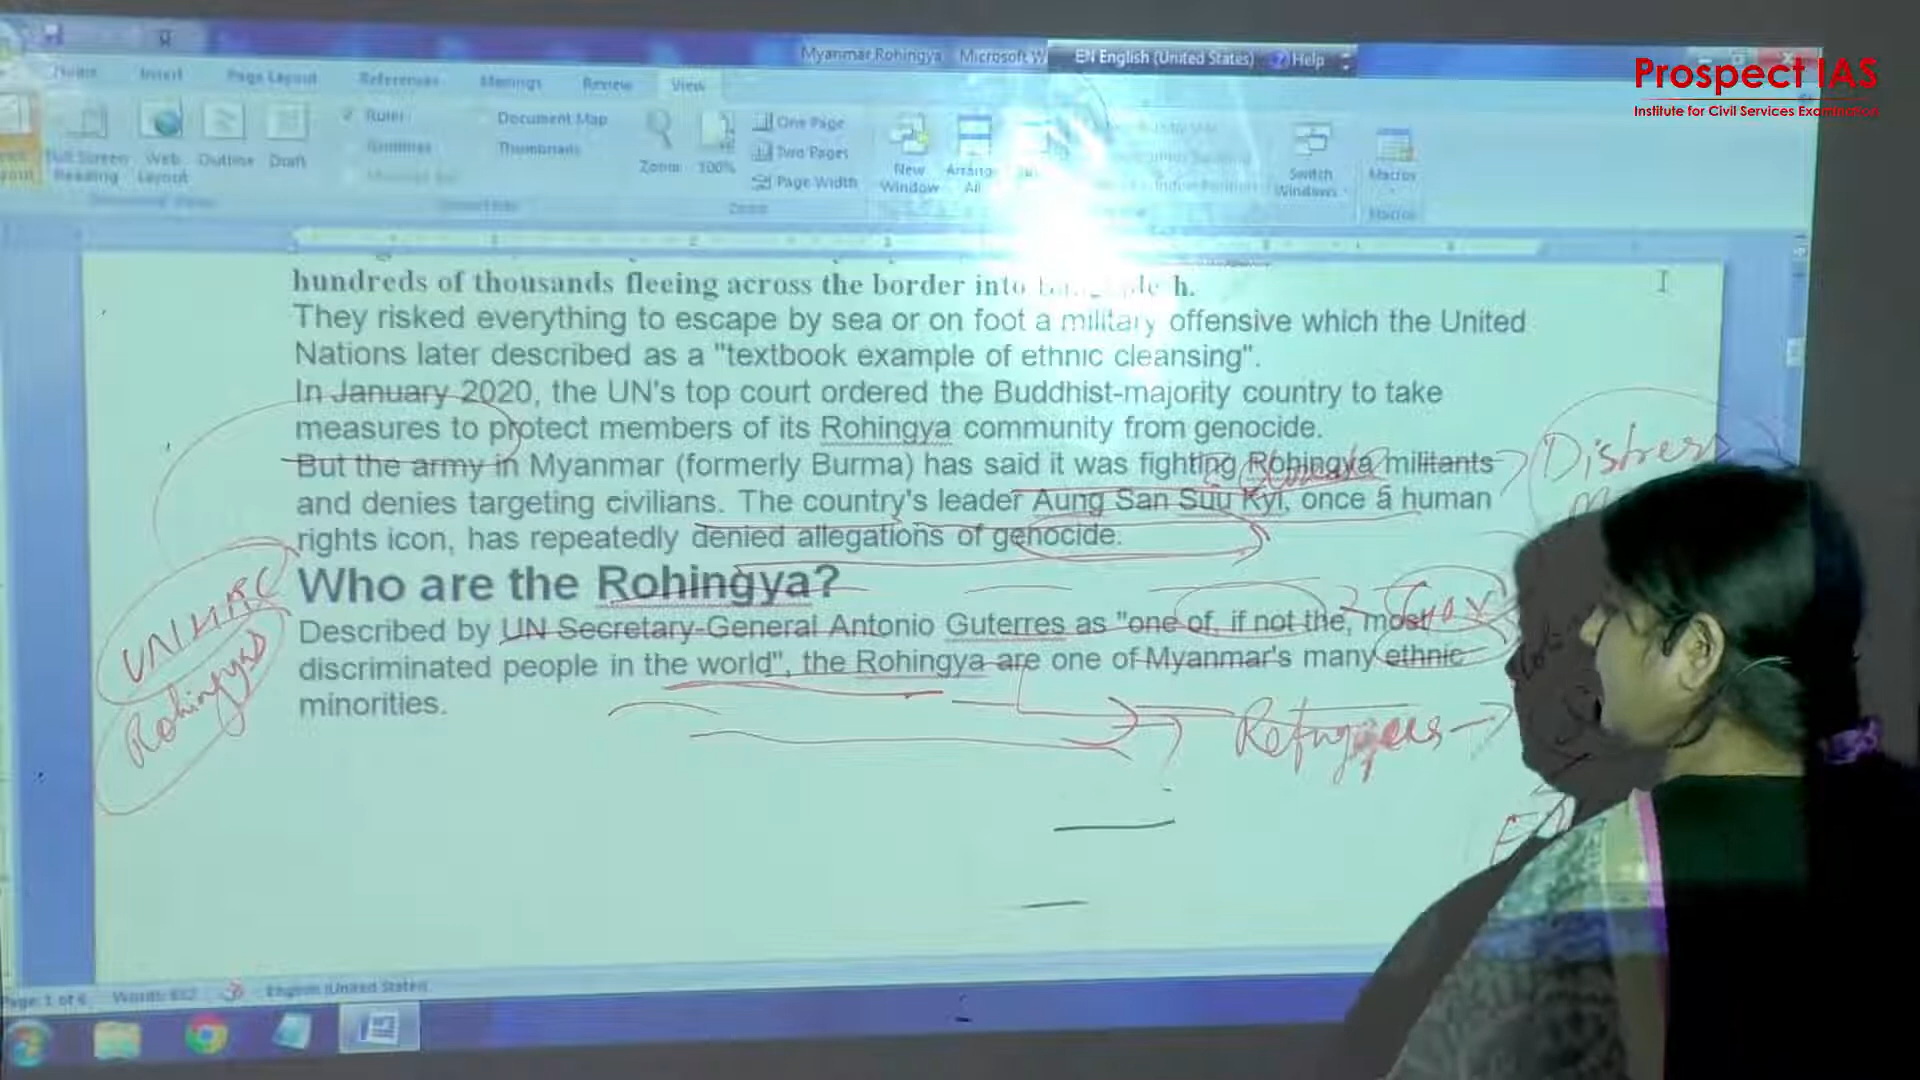 Myanmar Rohingya Microsoft W
EN English (United States) Help
Prospect IAS
Institute for Civil Services Examination
Home Insert Page Layout References Mailings Review View
Ruler
Document Map
Thumbnails
Full Screen Reading
Web Layout
Outline
Draft
Zoom
100%
One Page
Two Pages
Page Width
New Window
Arrange All
Switch Windows
Macros
Zoom
Macros
hundreds of thousands fleeing across the border into
They risked everything to escape by sea or on foot a military offensive which the United
Nations later described as a "textbook example of ethnic cleansing".
In January 2020, the UN's top court ordered the Buddhist-majority country to take
measures to protect members of its Rohingya community from genocide.
But the army in Myanmar (formerly Burma) has said it was fighting Rohingya militants
and denies targeting civilians. The country's leader Aung San Suu Kyi, once a human
rights icon, has repeatedly denied allegations of genocide.
Who are the Rohingya?
Described by UN Secretary-General Antonio Guterres as "one of, if not the, most
discriminated people in the world", the Rohingya are one of Myanmar's many ethnic
minorities.
Distress
UNHRC
Rohingyas
Refugees
Page: 1 of 6 Words: 652 English (United States)